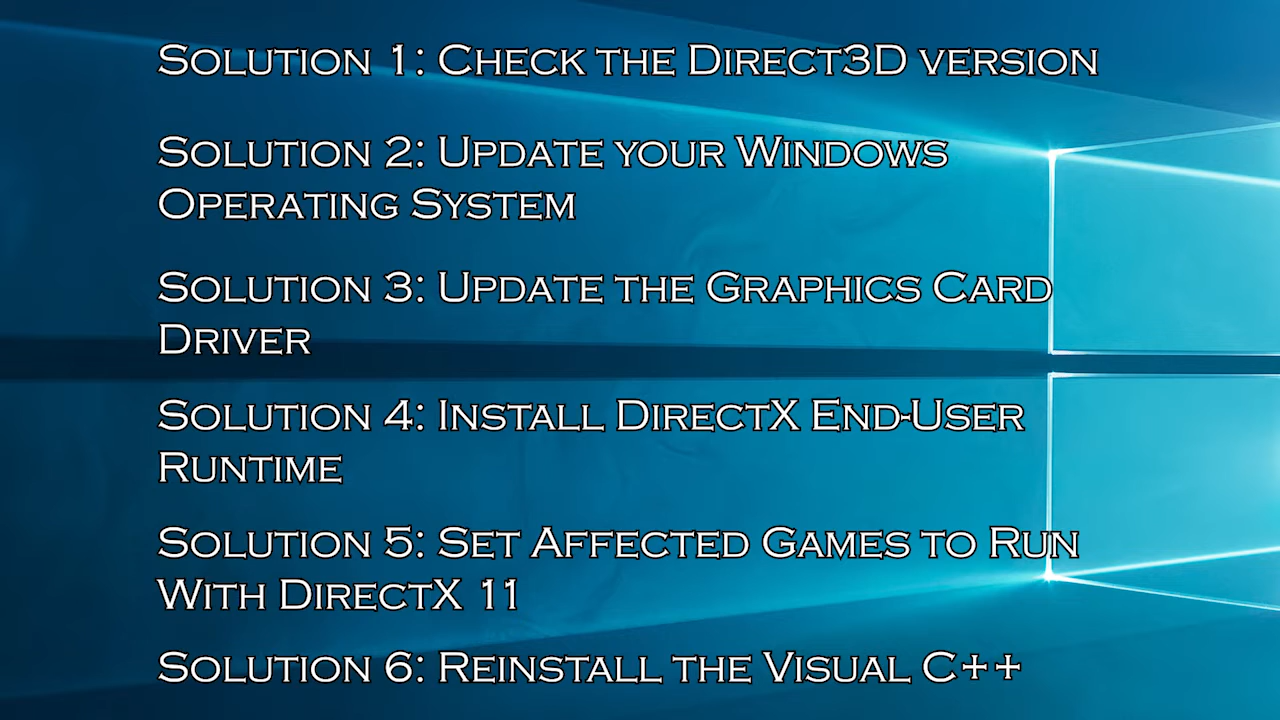 Solution 1: Check the Direct3D version
Solution 2: Update your Windows
Operating System
Solution 3: Update the Graphics Card
Driver
Solution 4: Install DirectX End-User
Runtime
Solution 5: Set Affected Games to Run
With DirectX 11
Solution 6: Reinstall the Visual C++